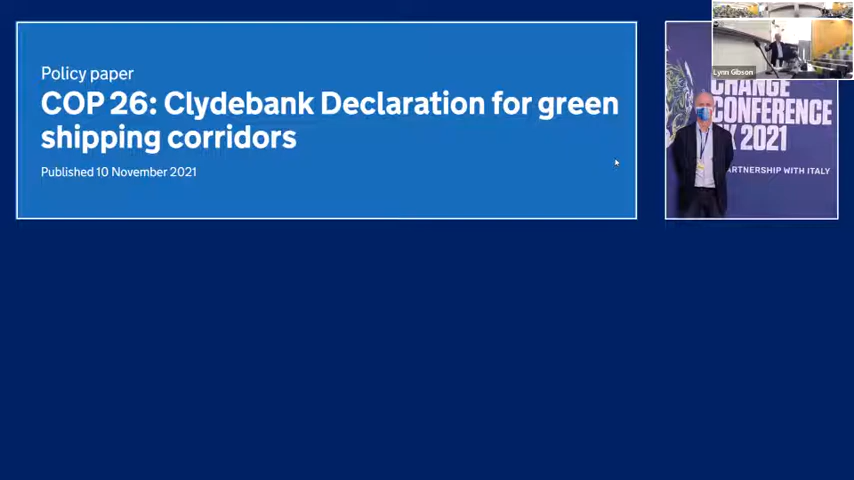 Policy paper
COP 26: Clydebank Declaration for green
shipping corridors
Published 10 November 2021
Lynn Gibson
CHANGE
CONFERENCE
K 2021
ARTNERSHIP WITH ITALY